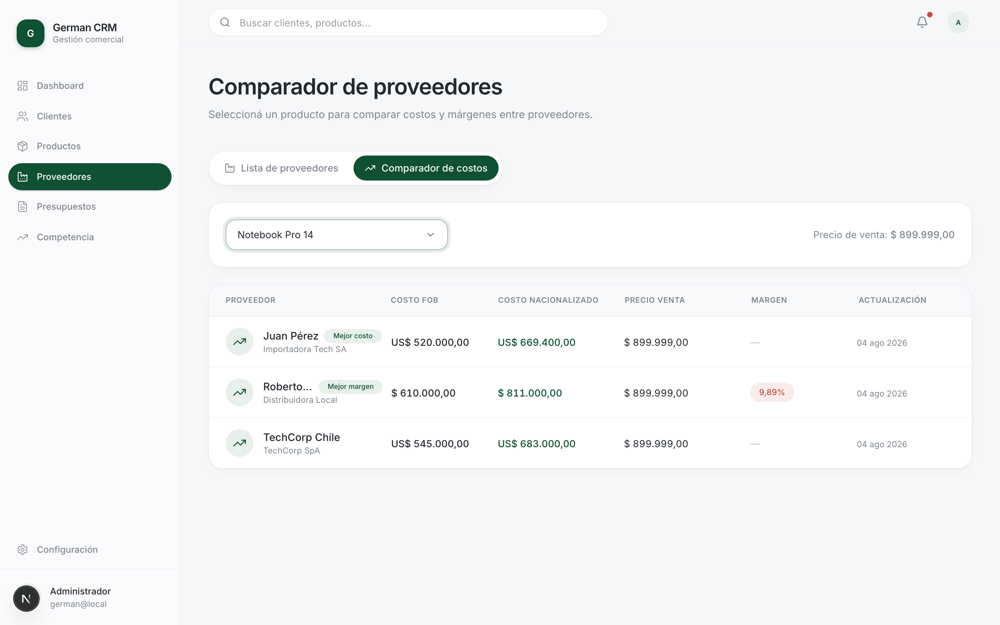 G
German CRM
Gestión comercial
Dashboard
Clientes
Productos
Proveedores
Presupuestos
Competencia
Configuración
N
Administrador
german@local
Buscar clientes, productos...
A
Comparador de proveedores
Seleccioná un producto para comparar costos y márgenes entre proveedores.
Lista de proveedores
Comparador de costos
Notebook Pro 14
Precio de venta: $ 899.999,00
PROVEEDOR COSTO FOB COSTO NACIONALIZADO PRECIO VENTA MARGEN ACTUALIZACIÓN
Juan Pérez Mejor costo
Importadora Tech SA
US$ 520.000,00 US$ 669.400,00 $ 899.999,00 — 04 ago 2026
Roberto... Mejor margen
Distribuidora Local
$ 610.000,00 $ 811.000,00 $ 899.999,00 9,89% 04 ago 2026
TechCorp Chile
TechCorp SpA
US$ 545.000,00 US$ 683.000,00 $ 899.999,00 — 04 ago 2026